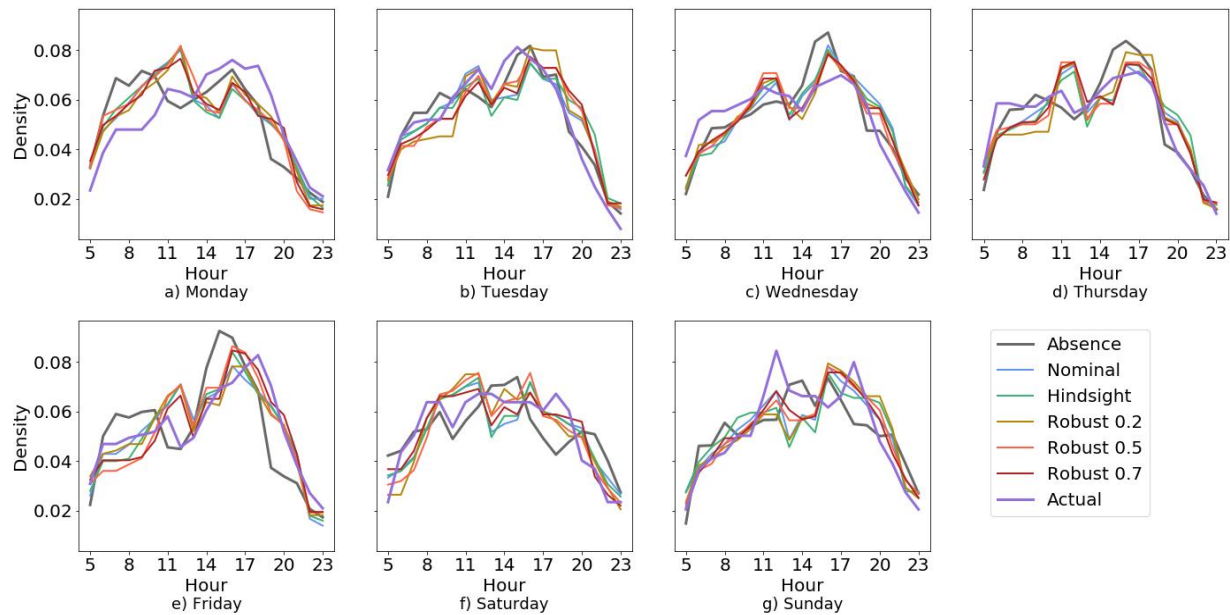 Density
0.08
0.06
0.04
0.02
5 8 11 14 17 20 23
Hour
a) Monday
5 8 11 14 17 20 23
Hour
b) Tuesday
5 8 11 14 17 20 23
Hour
c) Wednesday
5 8 11 14 17 20 23
Hour
d) Thursday
Density
0.08
0.06
0.04
0.02
5 8 11 14 17 20 23
Hour
e) Friday
5 8 11 14 17 20 23
Hour
f) Saturday
5 8 11 14 17 20 23
Hour
g) Sunday
Absence
Nominal
Hindsight
Robust 0.2
Robust 0.5
Robust 0.7
Actual